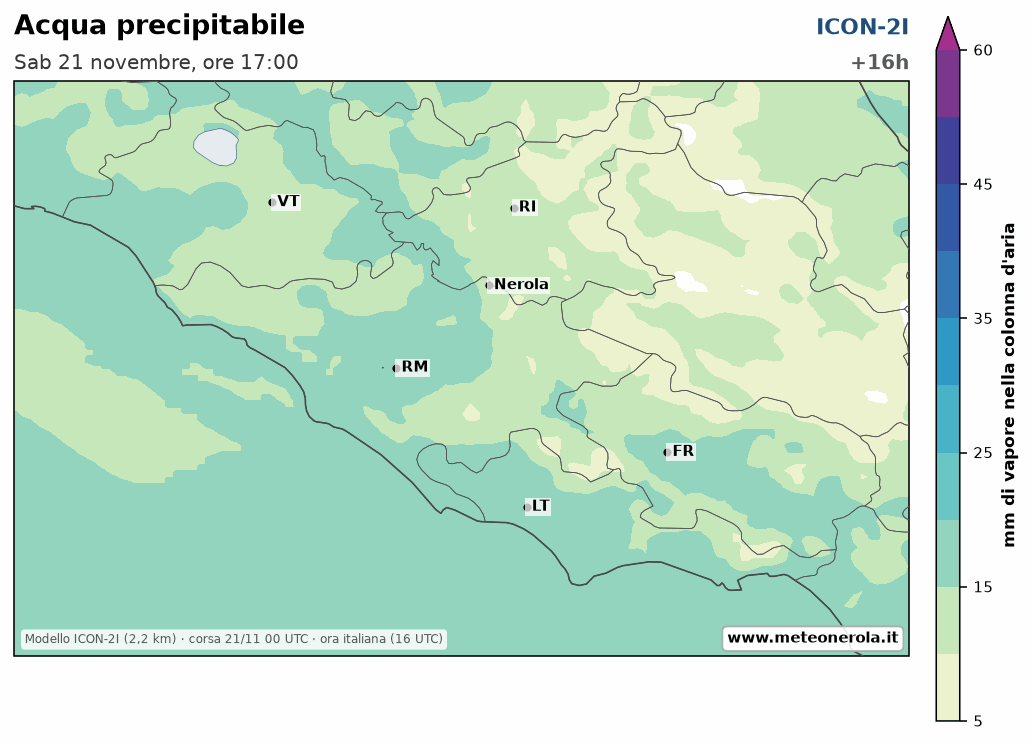 Acqua precipitabile
ICON-2I
Sab 21 novembre, ore 17:00
+16h
VT
RI
Nerola
RM
FR
LT
Modello ICON-2I (2,2 km) · corsa 21/11 00 UTC · ora italiana (16 UTC)
www.meteonerola.it
60
45
35
25
15
5
mm di vapore nella colonna d'aria